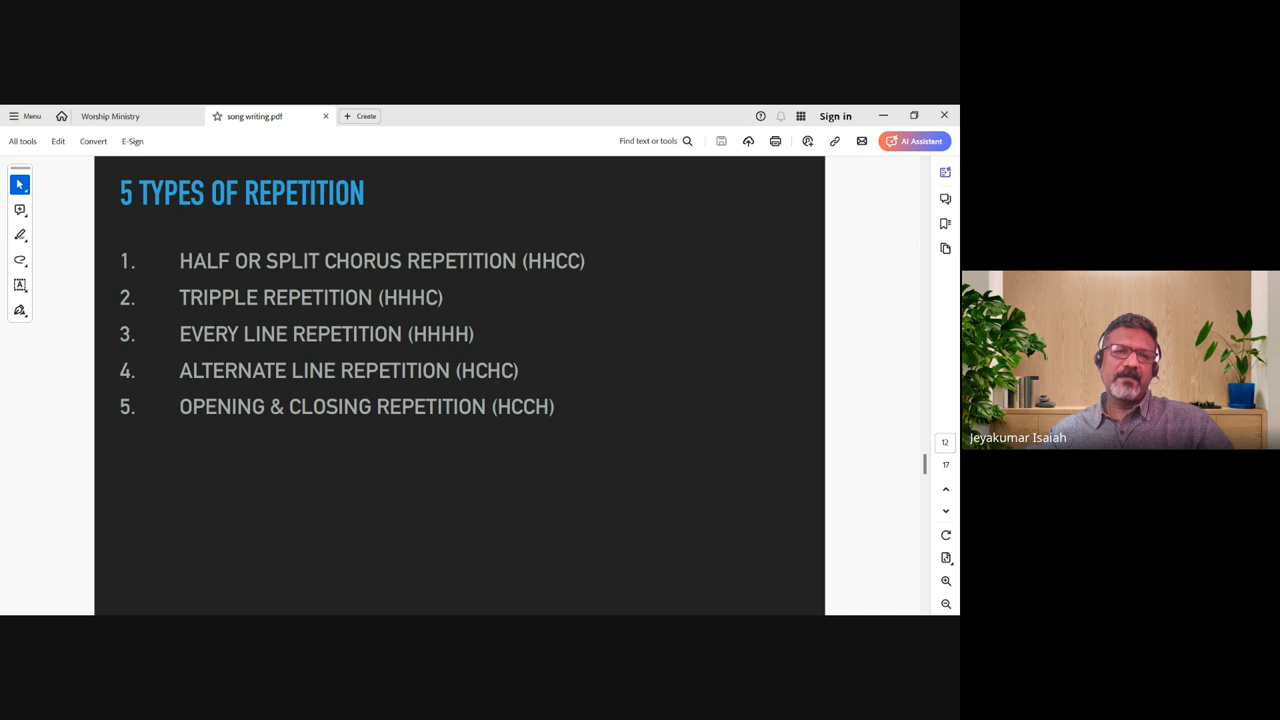 Menu
Worship Ministry
song writing.pdf
Create
Sign in
All tools
Edit
Convert
E-Sign
Find text or tools
AI Assistant
5 TYPES OF REPETITION
1. HALF OR SPLIT CHORUS REPETITION (HHCC)
2. TRIPPLE REPETITION (HHHC)
3. EVERY LINE REPETITION (HHHH)
4. ALTERNATE LINE REPETITION (HCHC)
5. OPENING & CLOSING REPETITION (HCCH)
12
17
Jeyakumar Isaiah